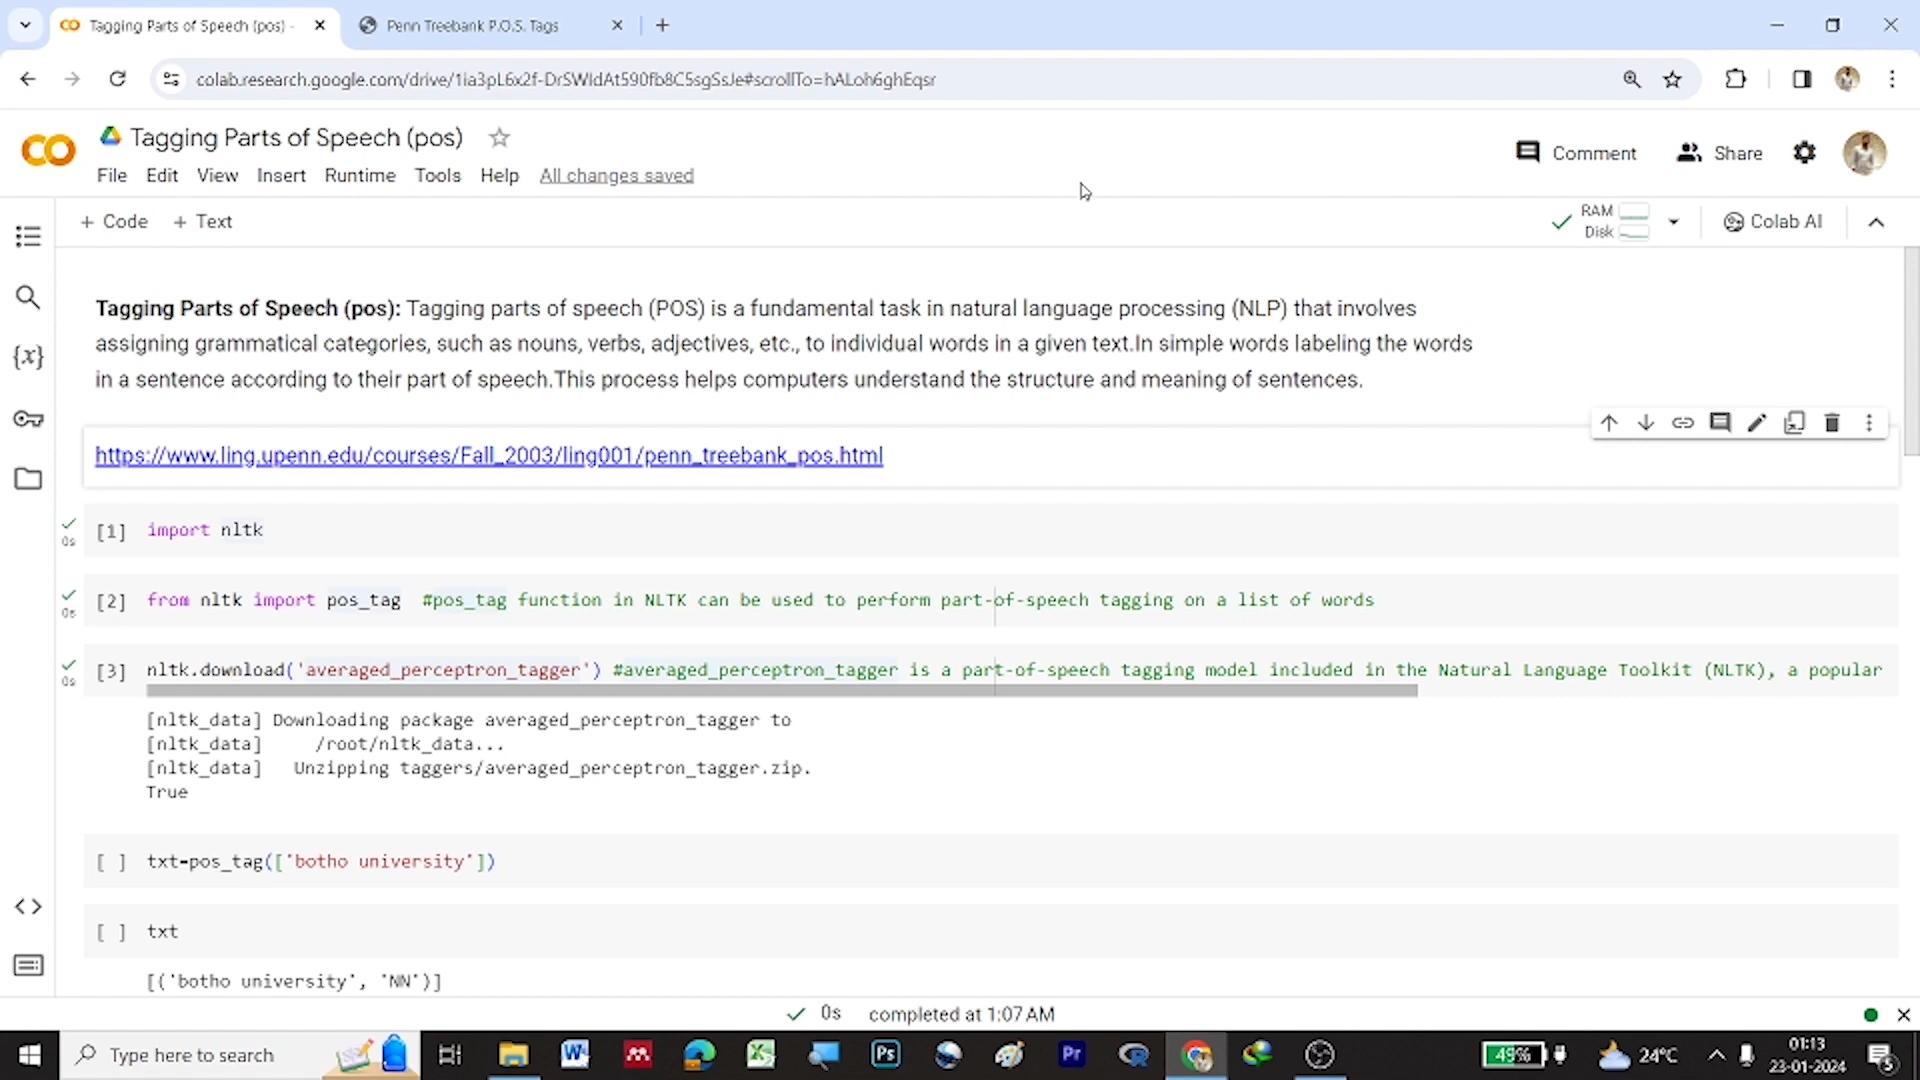 Tagging Parts of Speech (pos) -
Penn Treebank P.O.S. Tags
colab.research.google.com/drive/1ia3pL6x2f-DrSWIdAt590fb8C5sgSsJe#scrollTo=hALoh6ghEqsr
Tagging Parts of Speech (pos)
File Edit View Insert Runtime Tools Help All changes saved
Comment Share
+ Code + Text
RAM
Disk
Colab AI
Tagging Parts of Speech (pos): Tagging parts of speech (POS) is a fundamental task in natural language processing (NLP) that involves
assigning grammatical categories, such as nouns, verbs, adjectives, etc., to individual words in a given text.In simple words labeling the words
in a sentence according to their part of speech.This process helps computers understand the structure and meaning of sentences.
https://www.ling.upenn.edu/courses/Fall_2003/ling001/penn_treebank_pos.html
0s [1] import nltk
0s [2] from nltk import pos_tag #pos_tag function in NLTK can be used to perform part-of-speech tagging on a list of words
0s [3] nltk.download('averaged_perceptron_tagger') #averaged_perceptron_tagger is a part-of-speech tagging model included in the Natural Language Toolkit (NLTK), a popular
[nltk_data] Downloading package averaged_perceptron_tagger to
[nltk_data] /root/nltk_data...
[nltk_data] Unzipping taggers/averaged_perceptron_tagger.zip.
True
[ ] txt=pos_tag(['botho university'])
[ ] txt
[('botho university', 'NN')]
0s completed at 1:07 AM
Type here to search
49%
24°C
01:13
23-01-2024
5